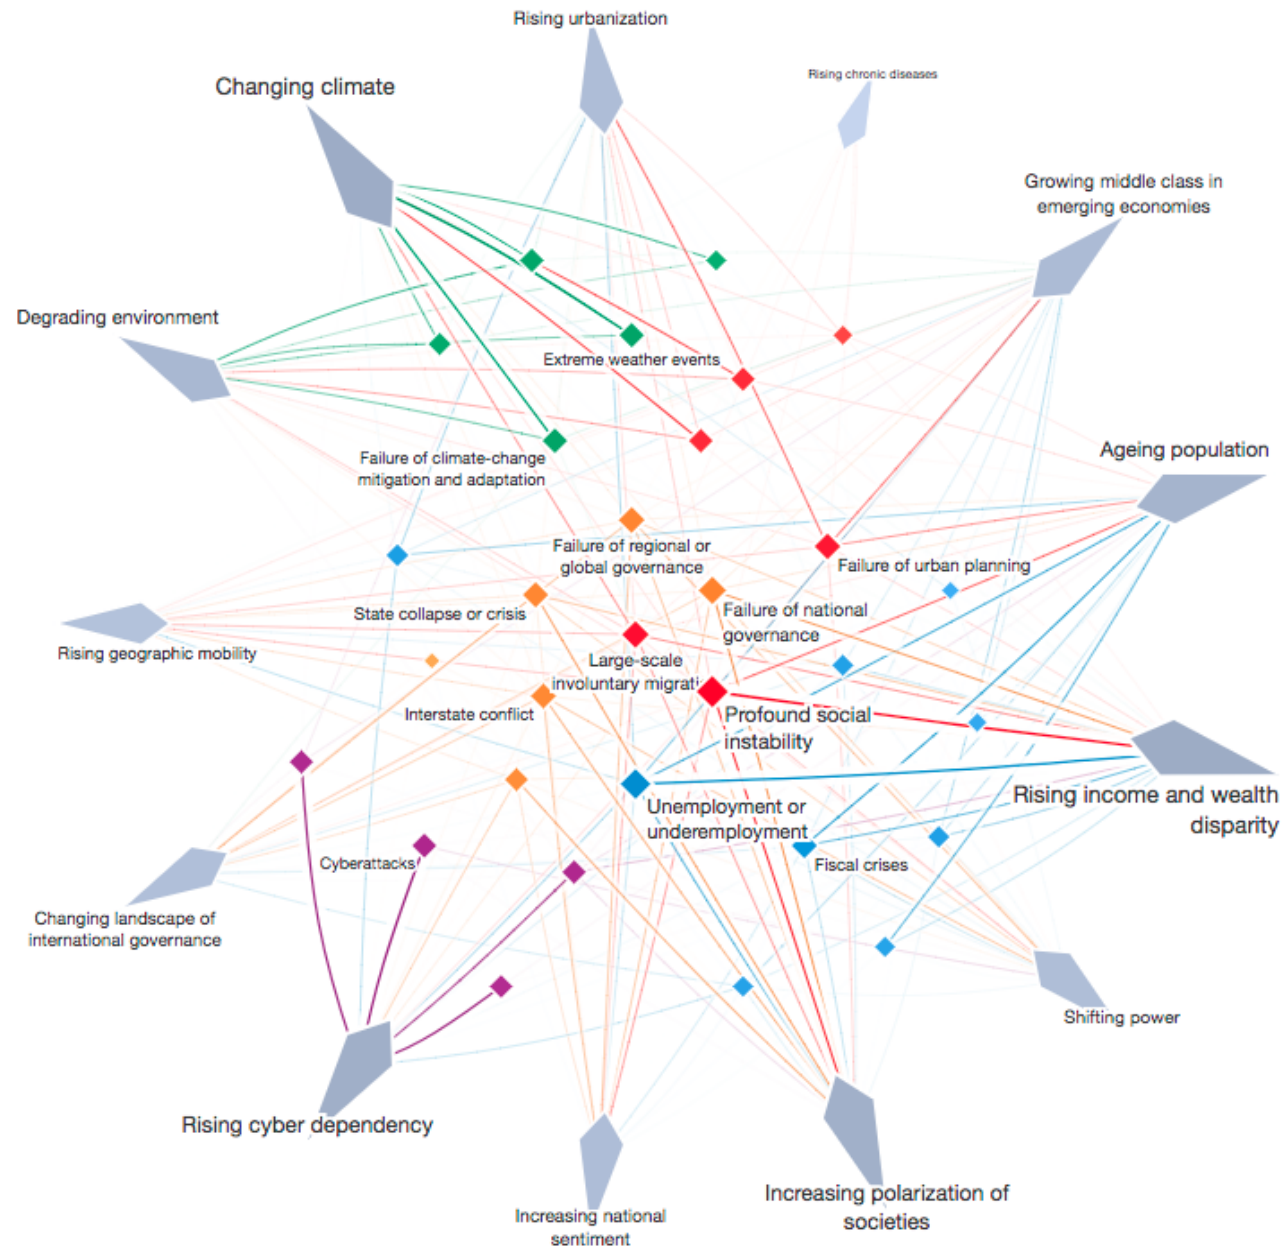 Rising urbanization
Rising chronic diseases
Changing climate
Growing middle class in
emerging economies
Degrading environment
Extreme weather events
Ageing population
Failure of climate-change
mitigation and adaptation
Failure of regional or
global governance
Failure of urban planning
State collapse or crisis
Failure of national
governance
Rising geographic mobility
Large-scale
involuntary migrati
Interstate conflict
Profound social
instability
Rising income and wealth
disparity
Unemployment or
underemployment
Cyberattacks
Fiscal crises
Changing landscape of
international governance
Shifting power
Rising cyber dependency
Increasing polarization of
societies
Increasing national
sentiment